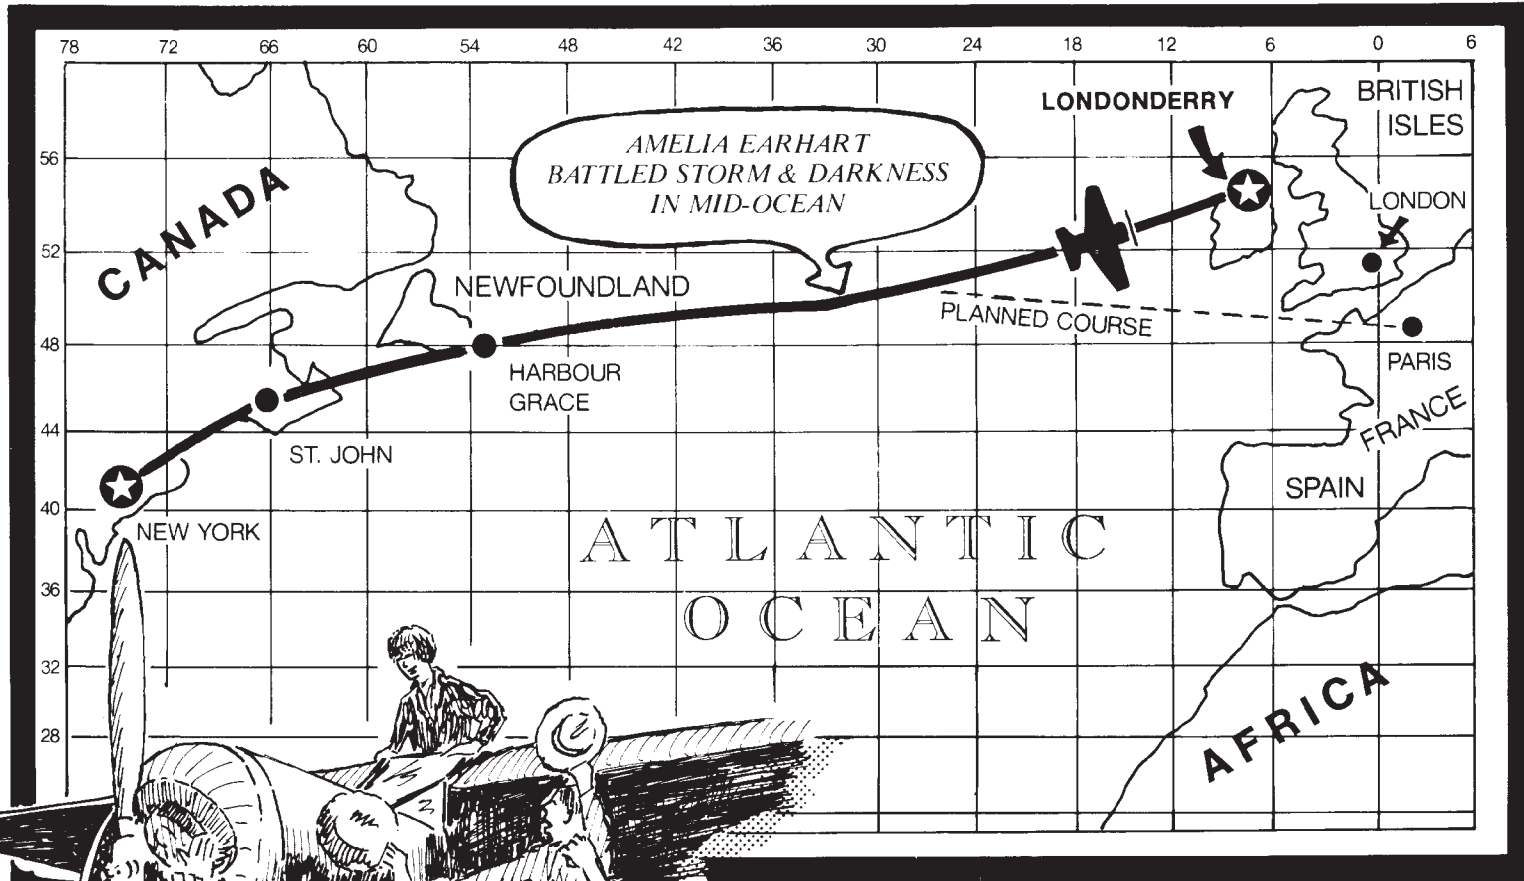 78 72 66 60 54 48 42 36 30 24 18 12 6 0 6
LONDONDERRY
BRITISH
ISLES
AMELIA EARHART
BATTLED STORM & DARKNESS
IN MID-OCEAN
56
CANADA
LONDON
52
NEWFOUNDLAND
PLANNED COURSE
48
PARIS
HARBOUR
GRACE
FRANCE
44
ST. JOHN
SPAIN
40
NEW YORK
ATLANTIC
OCEAN
36
32
AFRICA
28